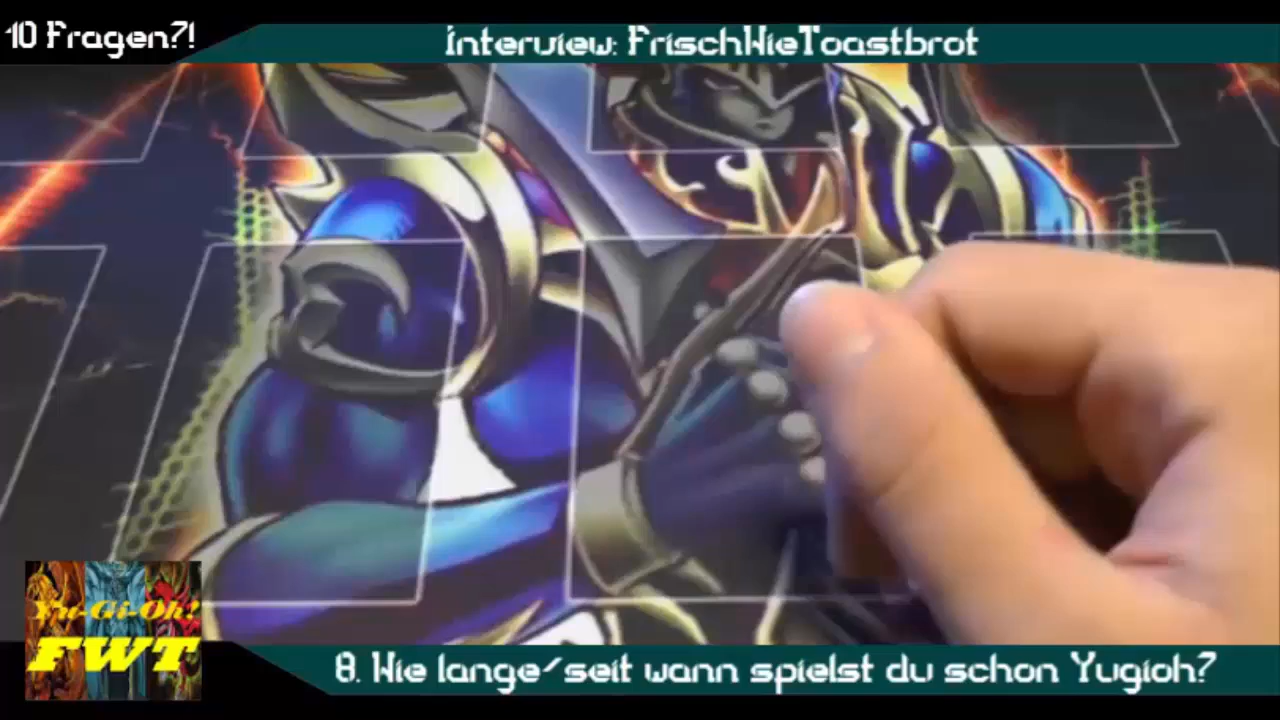 10 Fragen?!
Interview: FrischWieToastbrot
Yu-Gi-Oh!
FWT
8. Wie lange/seit wann spielst du schon Yugioh?